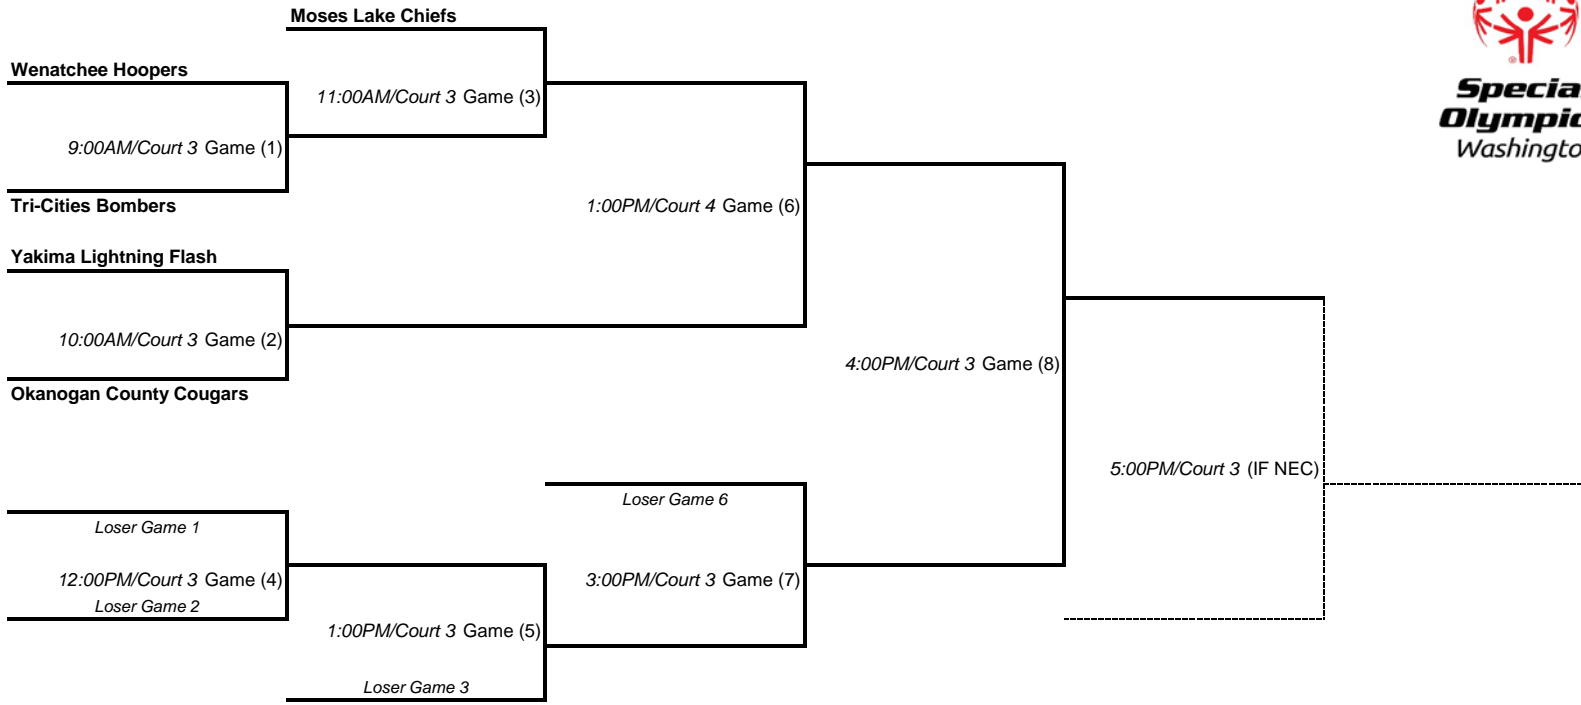 Moses Lake Chiefs
Wenatchee Hoopers
11:00AM/Court 3 Game (3)
9:00AM/Court 3 Game (1)
Tri-Cities Bombers
1:00PM/Court 4 Game (6)
Yakima Lightning Flash
10:00AM/Court 3 Game (2)
4:00PM/Court 3 Game (8)
Okanogan County Cougars
5:00PM/Court 3 (IF NEC)
Loser Game 6
Loser Game 1
12:00PM/Court 3 Game (4)
3:00PM/Court 3 Game (7)
Loser Game 2
1:00PM/Court 3 Game (5)
Loser Game 3
Specia
Olympic
Washingto